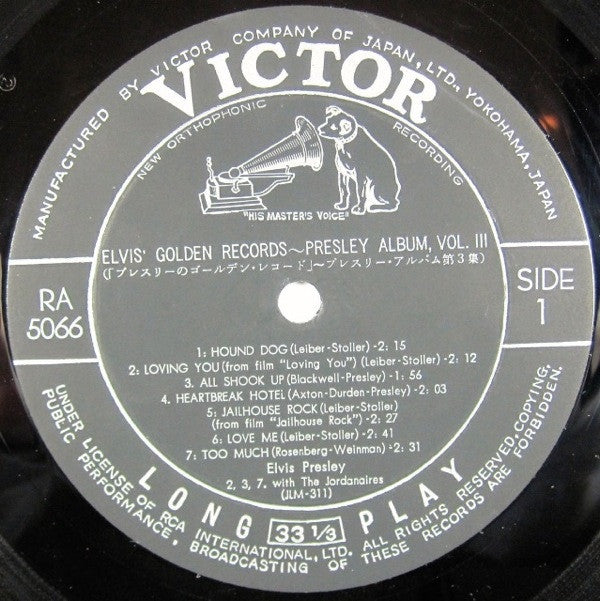 MANUFACTURED BY VICTOR COMPANY OF JAPAN, LTD., YOKOHAMA, JAPAN
VICTOR
NEW ORTHOPHONIC RECORDING
"HIS MASTER'S VOICE"
ELVIS' GOLDEN RECORDS~PRESLEY ALBUM, VOL. III
(「プレスリーのゴールデン・レコード」~プレスリー・アルバム第3集)
RA
5066
SIDE
1
1: HOUND DOG (Leiber-Stoller) -2: 15
2: LOVING YOU (from film "Loving You") (Leiber-Stoller) -2: 12
3: ALL SHOOK UP (Blackwell-Presley) -1: 56
4: HEARTBREAK HOTEL (Axton-Durden-Presley) -2: 03
5: JAILHOUSE ROCK (Leiber-Stoller)
(from film "Jailhouse Rock") -2: 27
6: LOVE ME (Leiber-Stoller) -2: 41
7: TOO MUCH (Rosenberg-Weinman) -2: 31
Elvis Presley
2, 3, 7. with The Jordanaires
(JLM-311)
LONG 33 1/3 PLAY
UNDER LICENSE OF RCA INTERNATIONAL, LTD. ALL RIGHTS RESERVED. COPYING,
PUBLIC PERFORMANCE, BROADCASTING OF THESE RECORDS ARE FORBIDDEN.